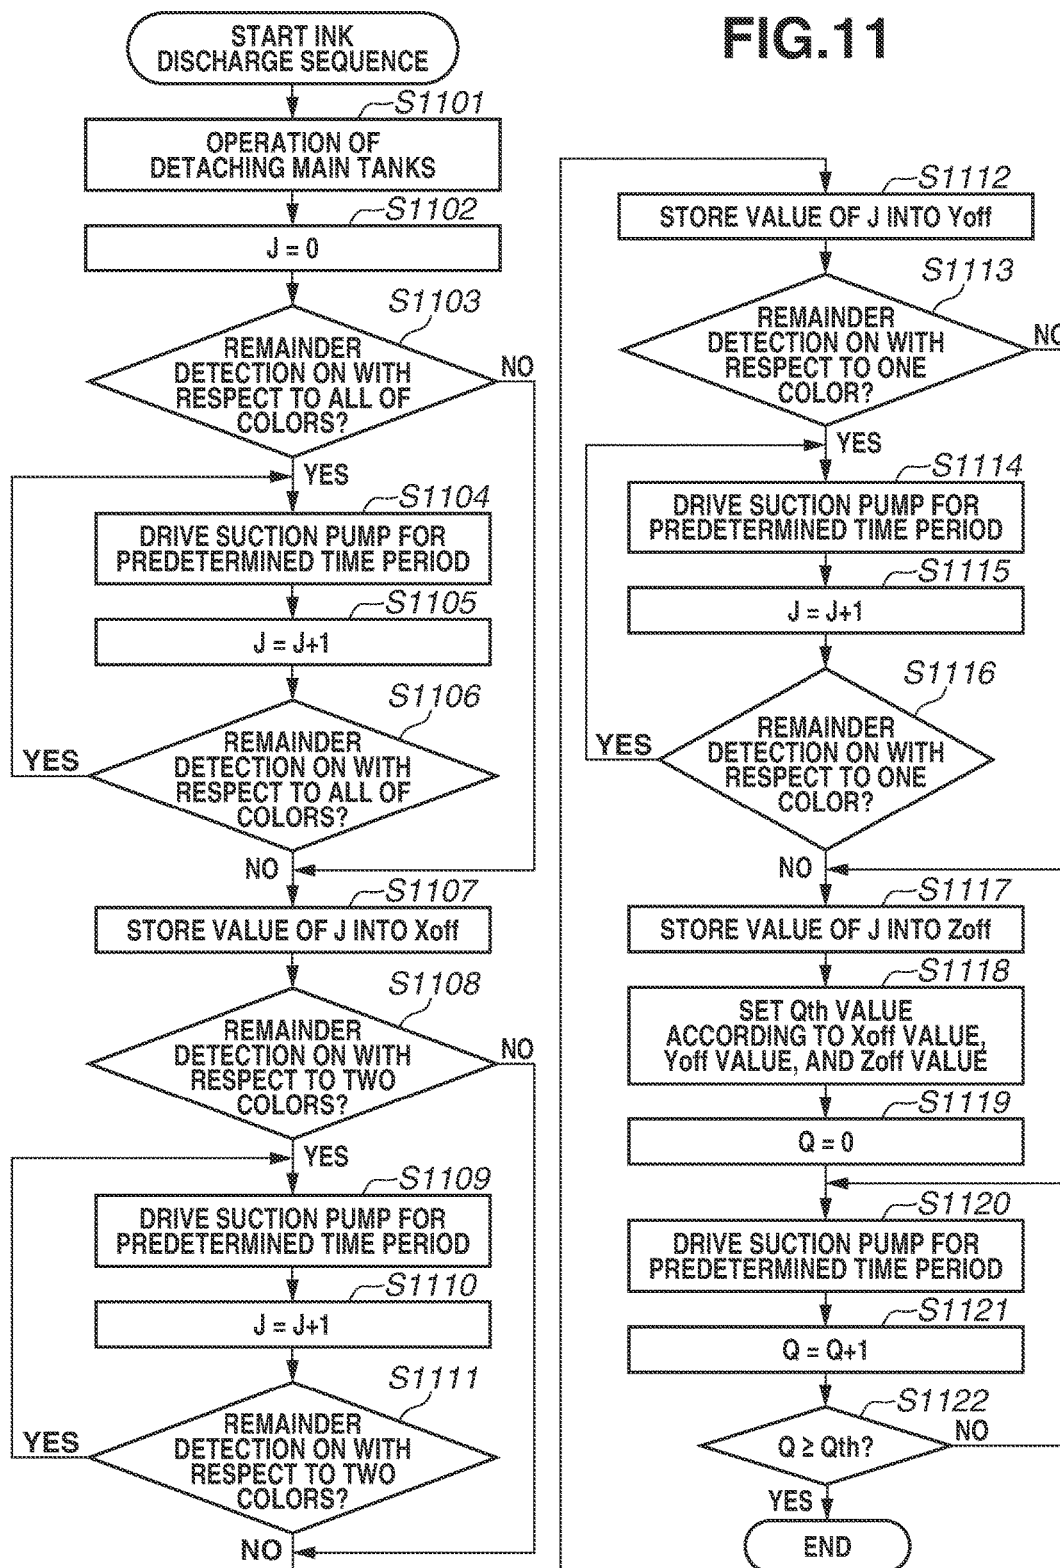 FIG.11
START INK
DISCHARGE SEQUENCE
S1101
OPERATION OF
DETACHING MAIN TANKS
S1102
J = 0
S1103
REMAINDER
DETECTION ON WITH
RESPECT TO ALL OF
COLORS?
NO
YES
S1104
DRIVE SUCTION PUMP FOR
PREDETERMINED TIME PERIOD
S1105
J = J+1
S1106
REMAINDER
DETECTION ON WITH
RESPECT TO ALL OF
COLORS?
YES
NO
S1107
STORE VALUE OF J INTO Xoff
S1108
REMAINDER
DETECTION ON WITH
RESPECT TO TWO
COLORS?
NO
YES
S1109
DRIVE SUCTION PUMP FOR
PREDETERMINED TIME PERIOD
S1110
J = J+1
S1111
REMAINDER
DETECTION ON WITH
RESPECT TO TWO
COLORS?
YES
NO
S1112
STORE VALUE OF J INTO Yoff
S1113
REMAINDER
DETECTION ON WITH
RESPECT TO ONE
COLOR?
NO
YES
S1114
DRIVE SUCTION PUMP FOR
PREDETERMINED TIME PERIOD
S1115
J = J+1
S1116
REMAINDER
DETECTION ON WITH
RESPECT TO ONE
COLOR?
YES
NO
S1117
STORE VALUE OF J INTO Zoff
S1118
SET Qth VALUE
ACCORDING TO Xoff VALUE,
Yoff VALUE, AND Zoff VALUE
S1119
Q = 0
S1120
DRIVE SUCTION PUMP FOR
PREDETERMINED TIME PERIOD
S1121
Q = Q+1
S1122
Q ≥ Qth?
NO
YES
END